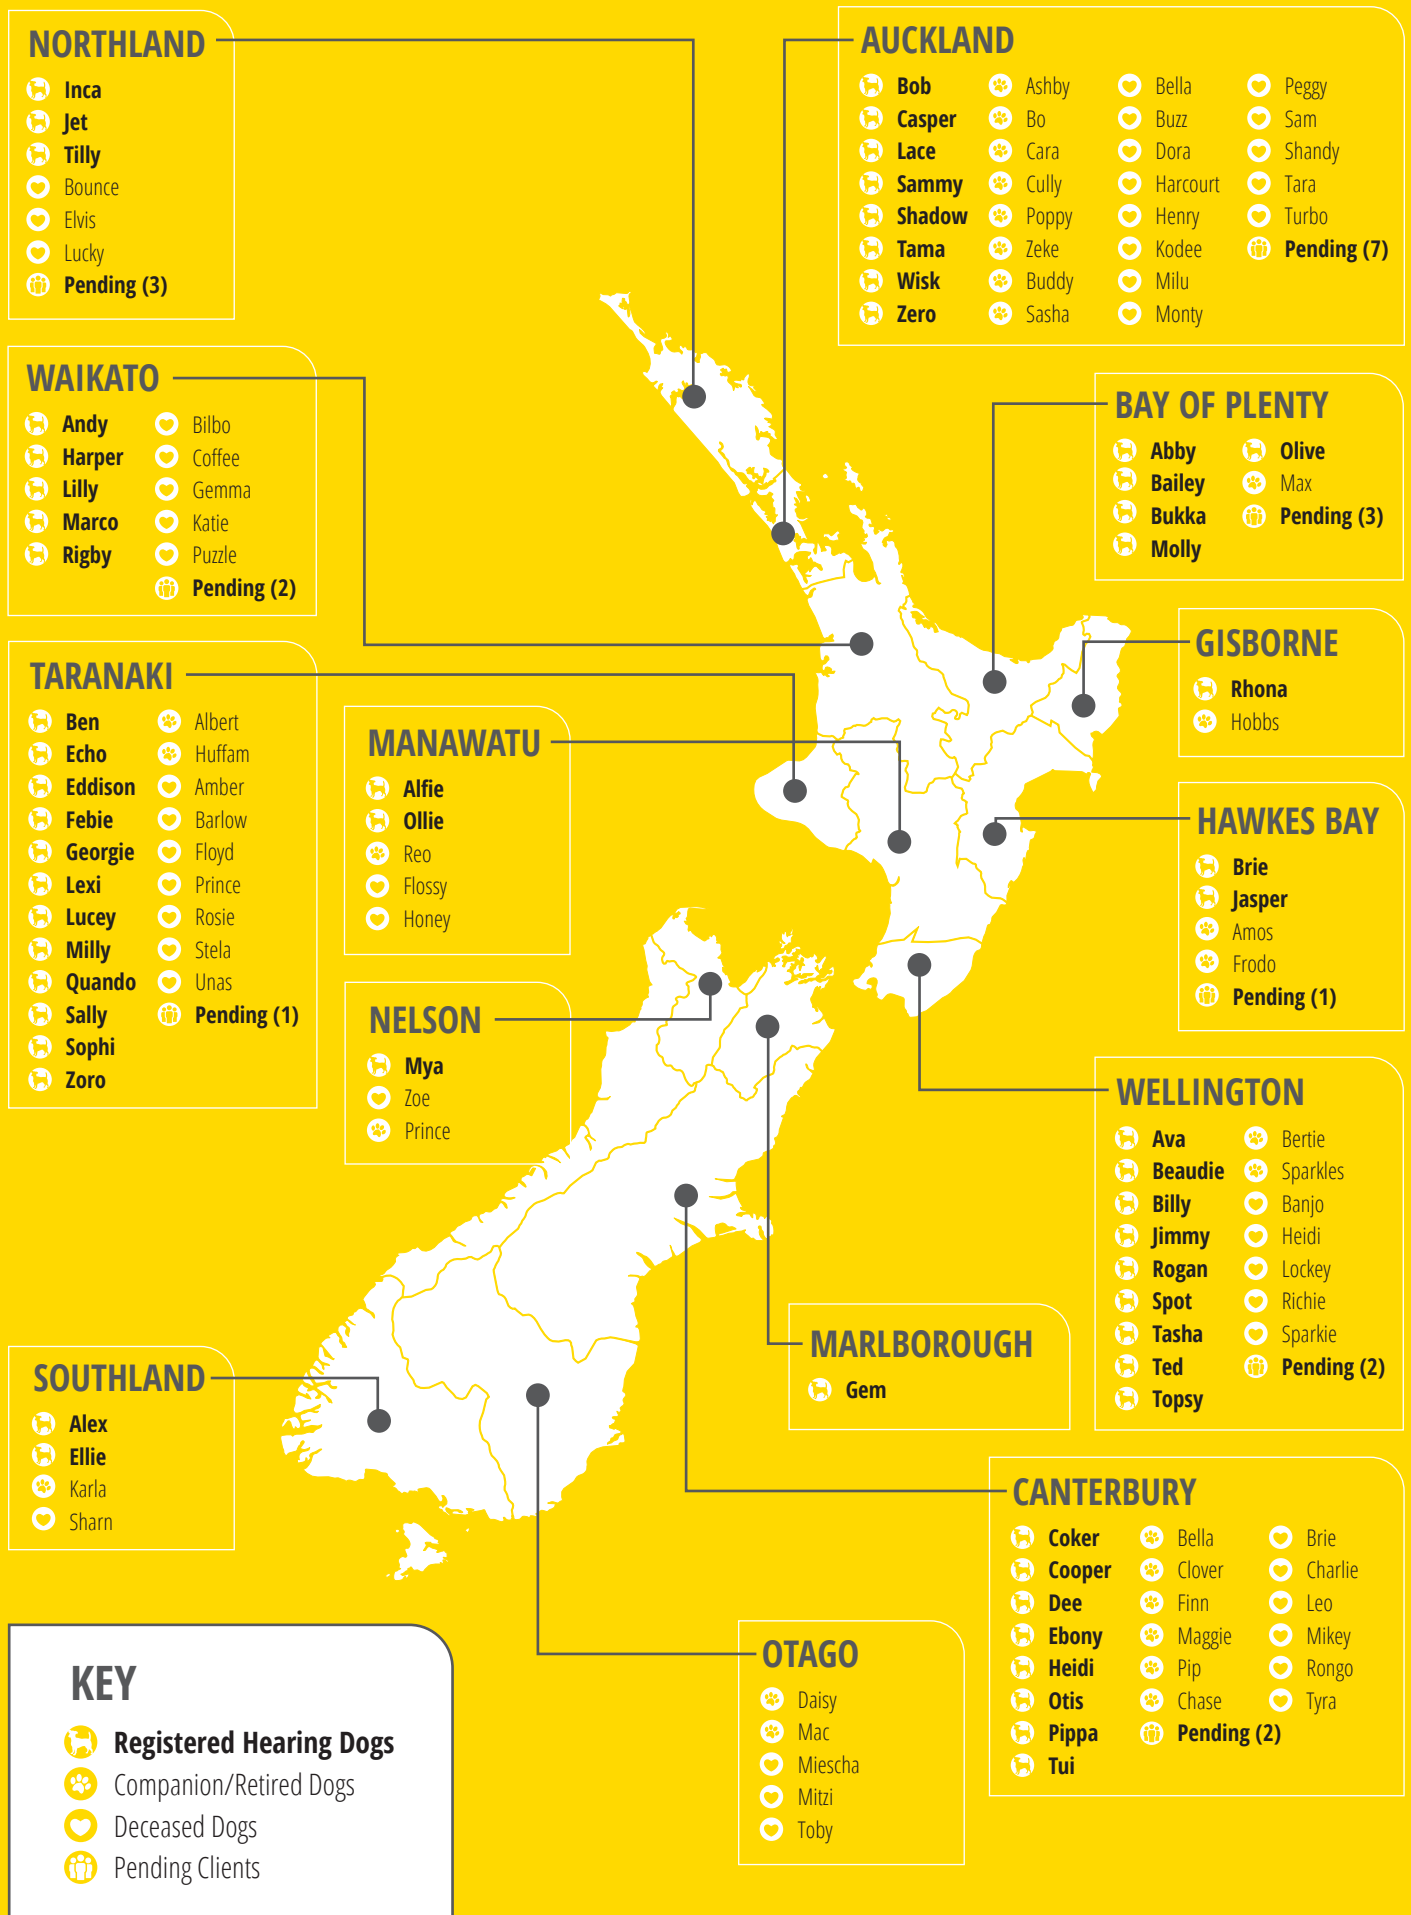 NORTHLAND
Inca
Jet
Tilly
Bounce
Elvis
Lucky
Pending (3)
AUCKLAND
Bob
Casper
Lace
Sammy
Shadow
Tama
Wisk
Zero
Ashby
Bo
Cara
Cully
Poppy
Zeke
Buddy
Sasha
Bella
Buzz
Dora
Harcourt
Henry
Kodee
Milu
Monty
Peggy
Sam
Shandy
Tara
Turbo
Pending (7)
WAIKATO
Andy
Harper
Lilly
Marco
Rigby
Bilbo
Coffee
Gemma
Katie
Puzzle
Pending (2)
BAY OF PLENTY
Abby
Bailey
Bukka
Molly
Olive
Max
Pending (3)
GISBORNE
Rhona
Hobbs
TARANAKI
Ben
Echo
Eddison
Febie
Georgie
Lexi
Lucey
Milly
Quando
Sally
Sophi
Zoro
Albert
Huffam
Amber
Barlow
Floyd
Prince
Rosie
Stela
Unas
Pending (1)
MANAWATU
Alfie
Ollie
Reo
Flossy
Honey
HAWKES BAY
Brie
Jasper
Amos
Frodo
Pending (1)
NELSON
Mya
Zoe
Prince
WELLINGTON
Ava
Beaudie
Billy
Jimmy
Rogan
Spot
Tasha
Ted
Topsy
Bertie
Sparkles
Banjo
Heidi
Lockey
Richie
Sparkie
Pending (2)
MARLBOROUGH
Gem
SOUTHLAND
Alex
Ellie
Karla
Sharn
CANTERBURY
Coker
Cooper
Dee
Ebony
Heidi
Otis
Pippa
Tui
Bella
Clover
Finn
Maggie
Pip
Chase
Pending (2)
Brie
Charlie
Leo
Mikey
Rongo
Tyra
OTAGO
Daisy
Mac
Miescha
Mitzi
Toby
KEY
Registered Hearing Dogs
Companion/Retired Dogs
Deceased Dogs
Pending Clients